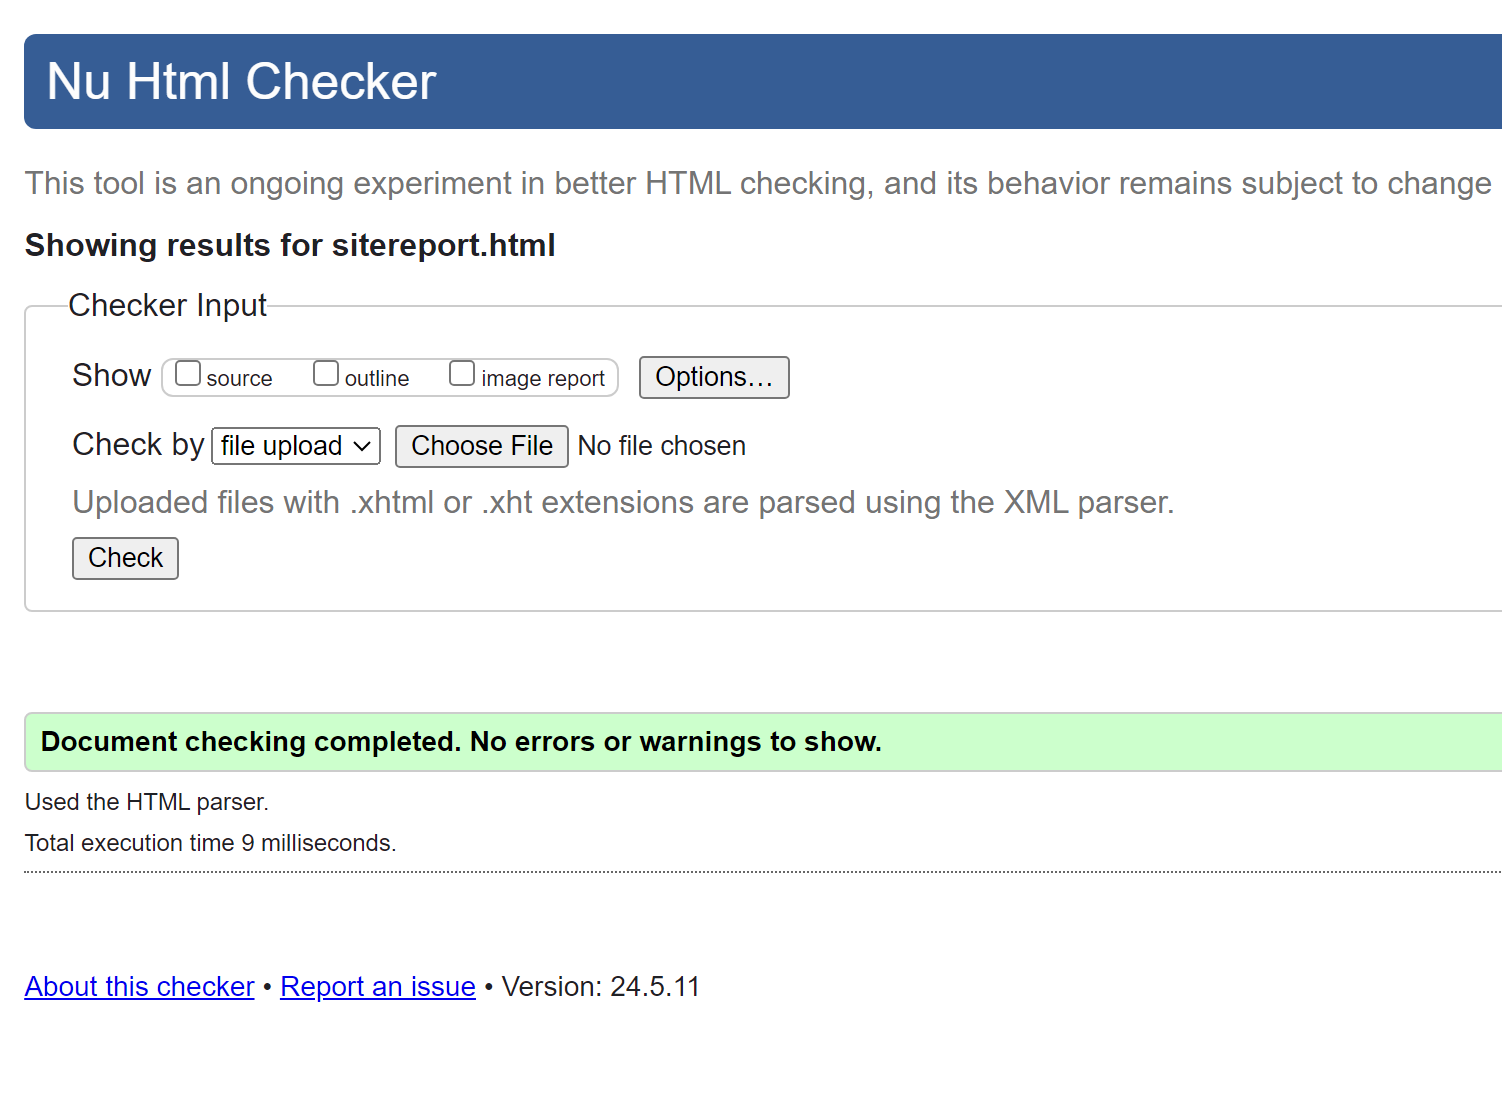 Nu Html Checker
This tool is an ongoing experiment in better HTML checking, and its behavior remains subject to change
Showing results for sitereport.html
Checker Input
Show source outline image report Options…
Check by file upload Choose File No file chosen
Uploaded files with .xhtml or .xht extensions are parsed using the XML parser.
Check
Document checking completed. No errors or warnings to show.
Used the HTML parser.
Total execution time 9 milliseconds.
About this checker • Report an issue • Version: 24.5.11